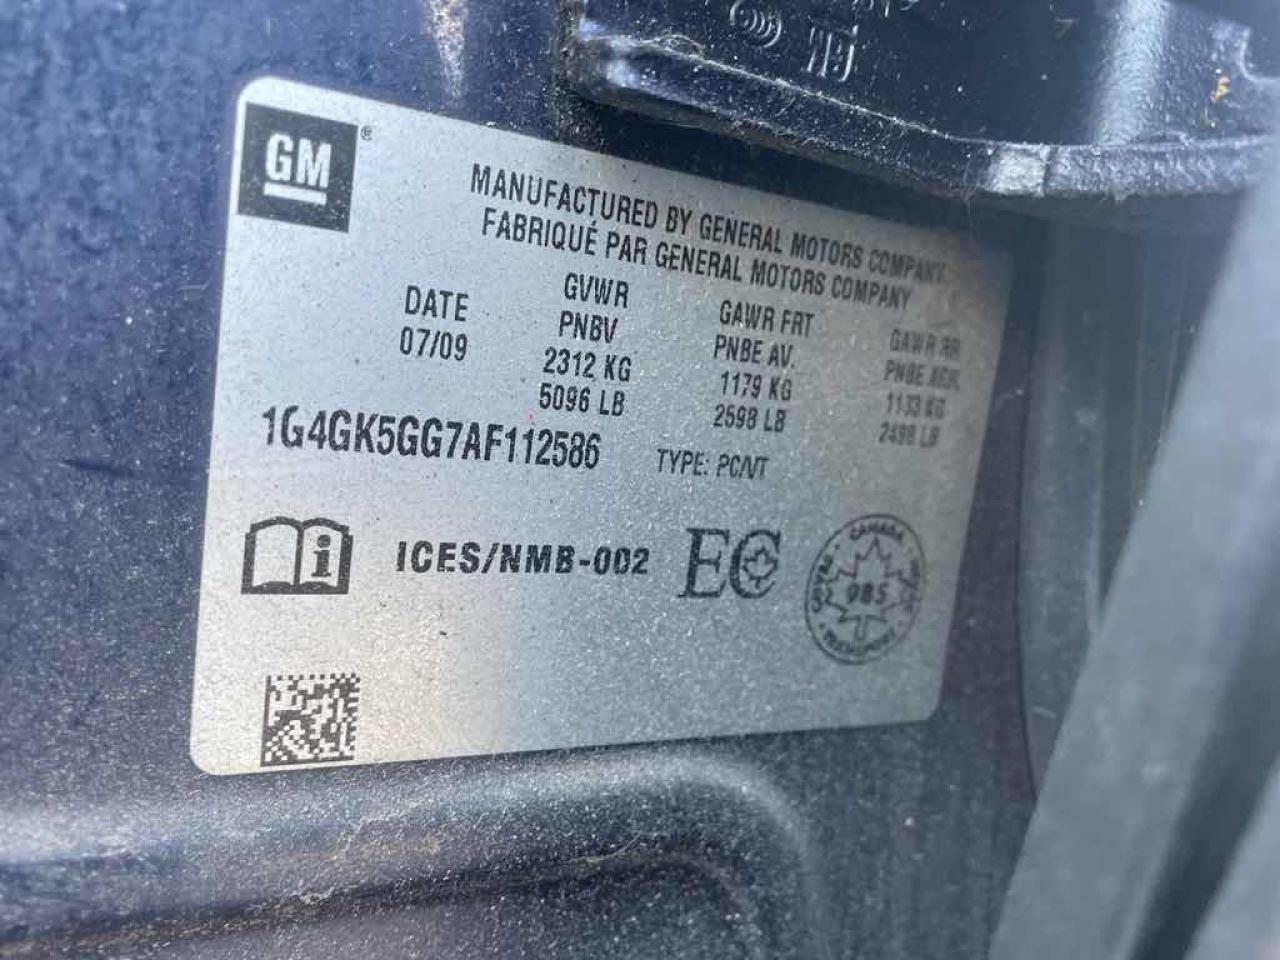 GM ®
MANUFACTURED BY GENERAL MOTORS COMPANY
FABRIQUÉ PAR GENERAL MOTORS COMPANY
DATE GVWR GAWR FRT GAWR RR
07/09 PNBV PNBE AV. PNBE
2312 KG 1179 KG 1133 KG
5096 LB 2598 LB 2498 LB
1G4GK5GG7AF112586 TYPE: PC/VT
i ICES/NMB-002 EC
CANADA
085
TRANSPORT